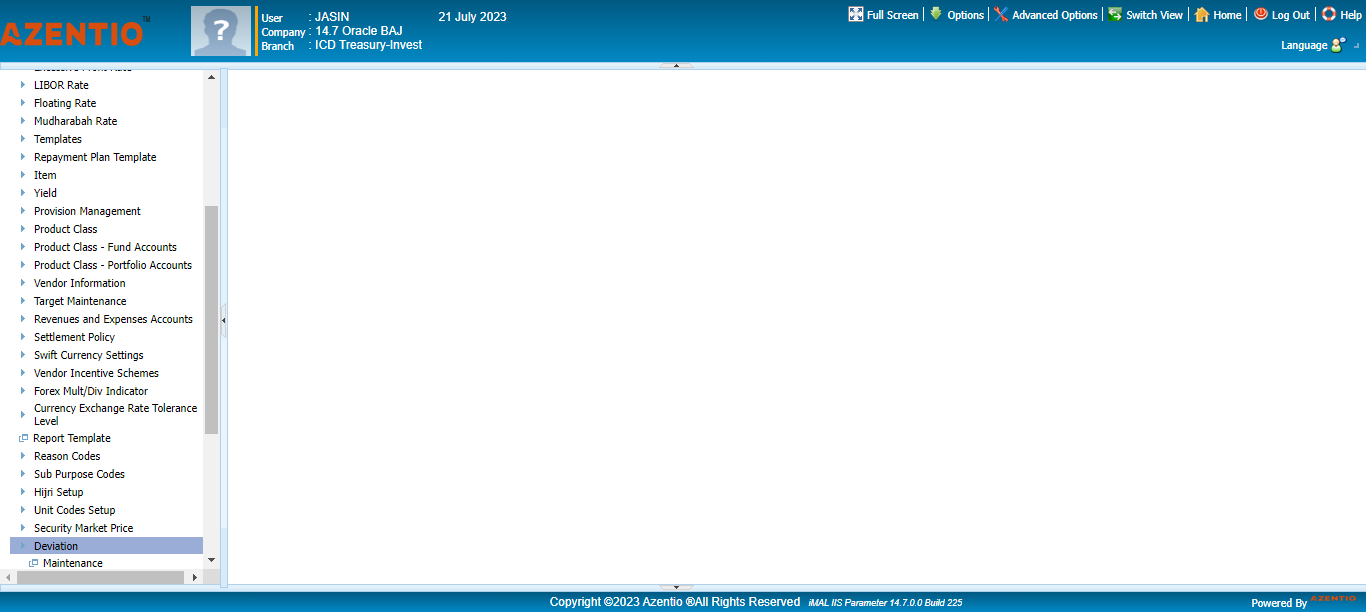 AZENTIO™
User : JASIN 21 July 2023
Company : 14.7 Oracle BAJ
Branch : ICD Treasury-Invest
Full Screen Options Advanced Options Switch View Home Log Out Help
Language
LIBOR Rate
Floating Rate
Mudharabah Rate
Templates
Repayment Plan Template
Item
Yield
Provision Management
Product Class
Product Class - Fund Accounts
Product Class - Portfolio Accounts
Vendor Information
Target Maintenance
Revenues and Expenses Accounts
Settlement Policy
Swift Currency Settings
Vendor Incentive Schemes
Forex Mult/Div Indicator
Currency Exchange Rate Tolerance
Level
Report Template
Reason Codes
Sub Purpose Codes
Hijri Setup
Unit Codes Setup
Security Market Price
Deviation
Maintenance
Copyright ©2023 Azentio ®All Rights Reserved iMAL IIS Parameter 14.7.0.0 Build 225
Powered By AZENTIO